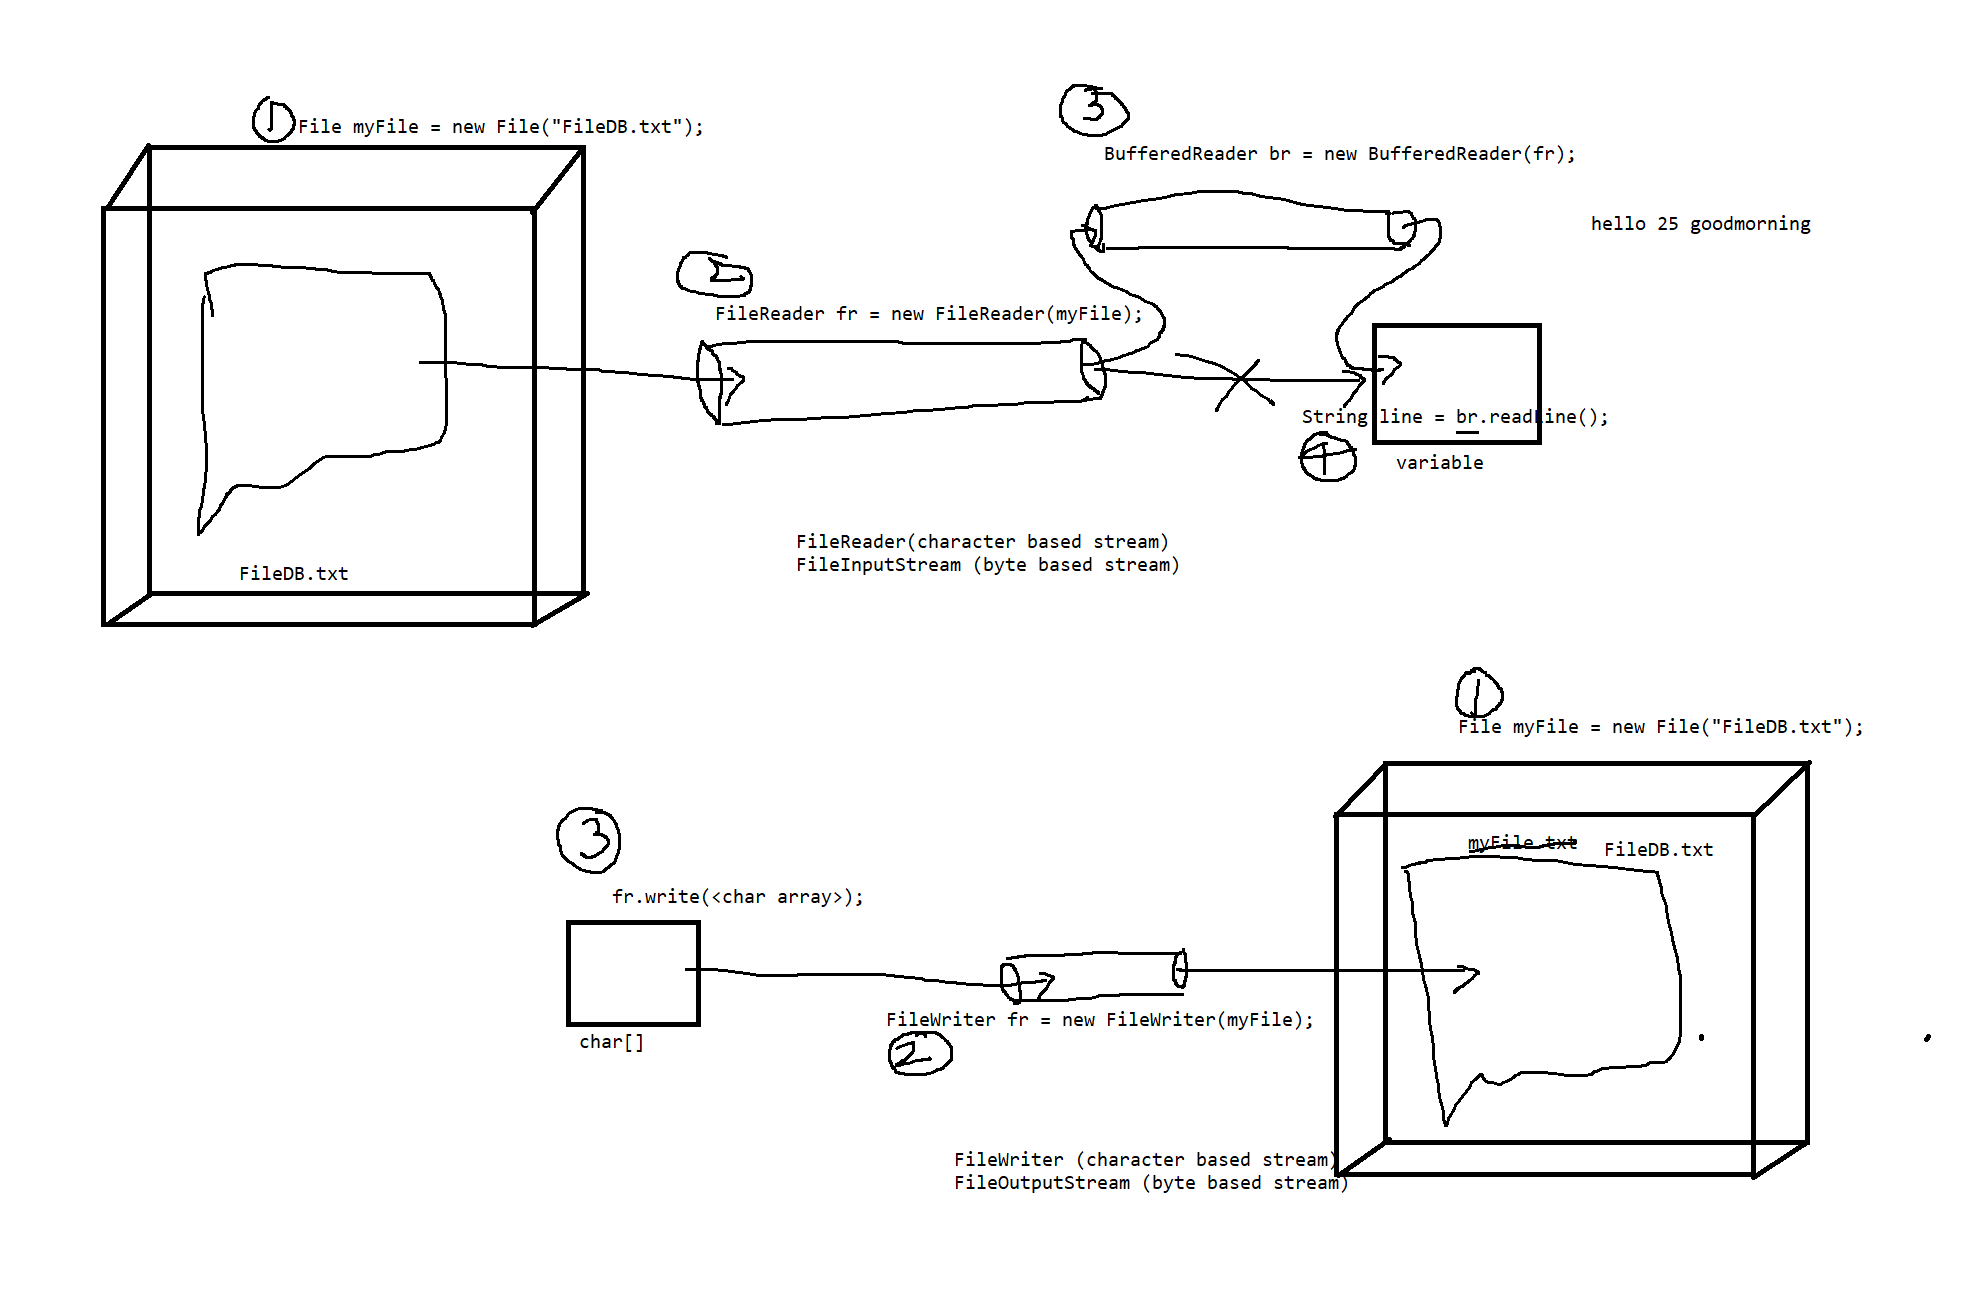 1
File myFile = new File("FileDB.txt");
3
BufferedReader br = new BufferedReader(fr);
hello 25 goodmorning
2
FileReader fr = new FileReader(myFile);
String line = br.readLine();
4
variable
FileReader(character based stream)
FileInputStream (byte based stream)
FileDB.txt
1
File myFile = new File("FileDB.txt");
myFile.txt FileDB.txt
3
fr.write(<char array>);
char[]
FileWriter fr = new FileWriter(myFile);
2
FileWriter (character based stream)
FileOutputStream (byte based stream)